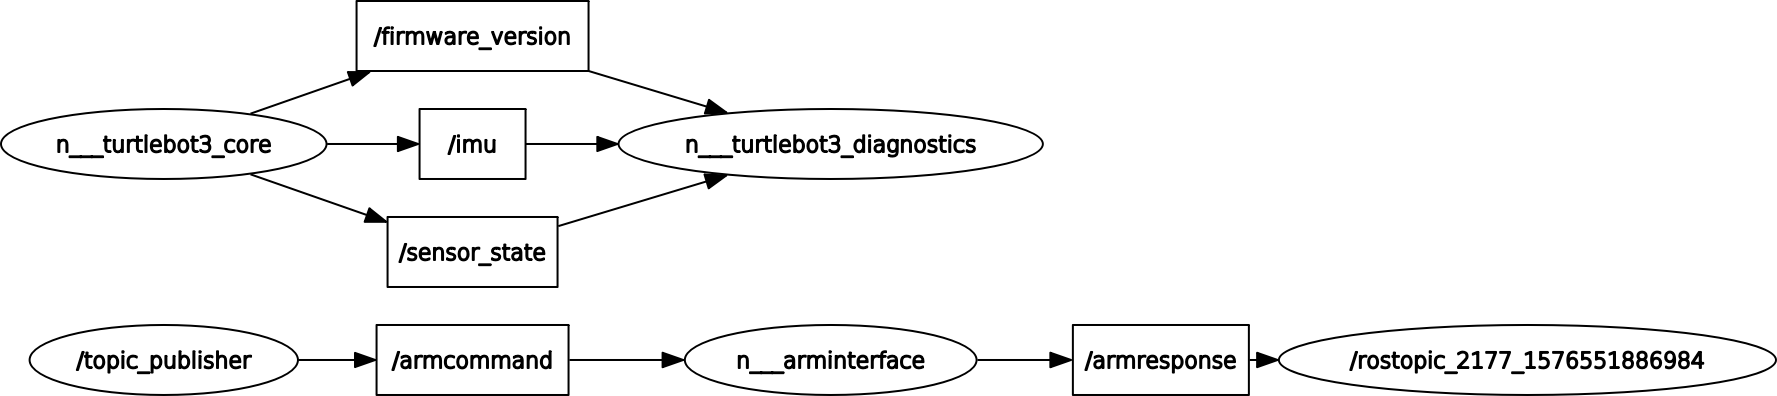 /firmware_version
n___turtlebot3_core
/imu
n___turtlebot3_diagnostics
/sensor_state
/topic_publisher
/armcommand
n___arminterface
/armresponse
/rostopic_2177_1576551886984